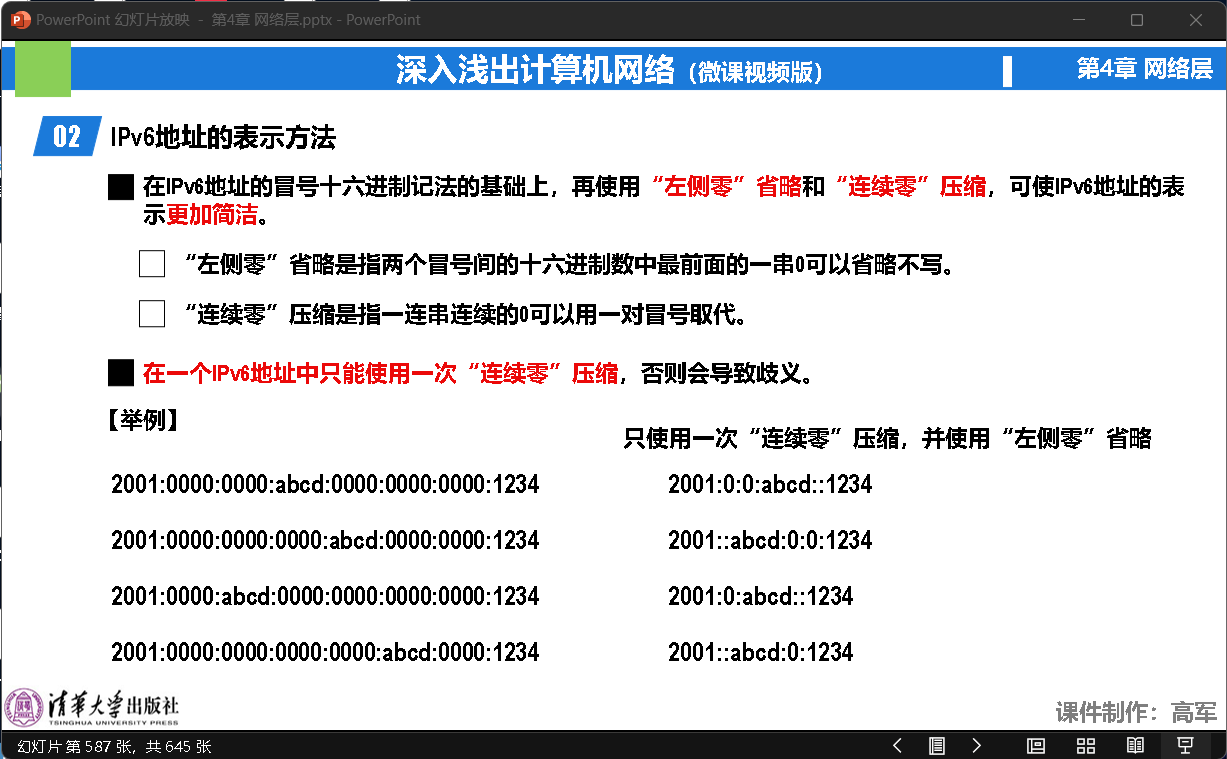 PowerPoint 幻灯片放映 - 第4章 网络层.pptx - PowerPoint
深入浅出计算机网络（微课视频版）
第4章 网络层
02 IPv6地址的表示方法
在IPv6地址的冒号十六进制记法的基础上，再使用“左侧零”省略和“连续零”压缩，可使IPv6地址的表
示更加简洁。
“左侧零”省略是指两个冒号间的十六进制数中最前面的一串0可以省略不写。
“连续零”压缩是指一连串连续的0可以用一对冒号取代。
在一个IPv6地址中只能使用一次“连续零”压缩，否则会导致歧义。
【举例】
只使用一次“连续零”压缩，并使用“左侧零”省略
2001:0000:0000:abcd:0000:0000:0000:1234
2001:0:0:abcd::1234
2001:0000:0000:0000:abcd:0000:0000:1234
2001::abcd:0:0:1234
2001:0000:abcd:0000:0000:0000:0000:1234
2001:0:abcd::1234
2001:0000:0000:0000:0000:abcd:0000:1234
2001::abcd:0:1234
清华大学出版社
TSINGHUA UNIVERSITY PRESS
课件制作：高军
幻灯片 第 587 张，共 645 张